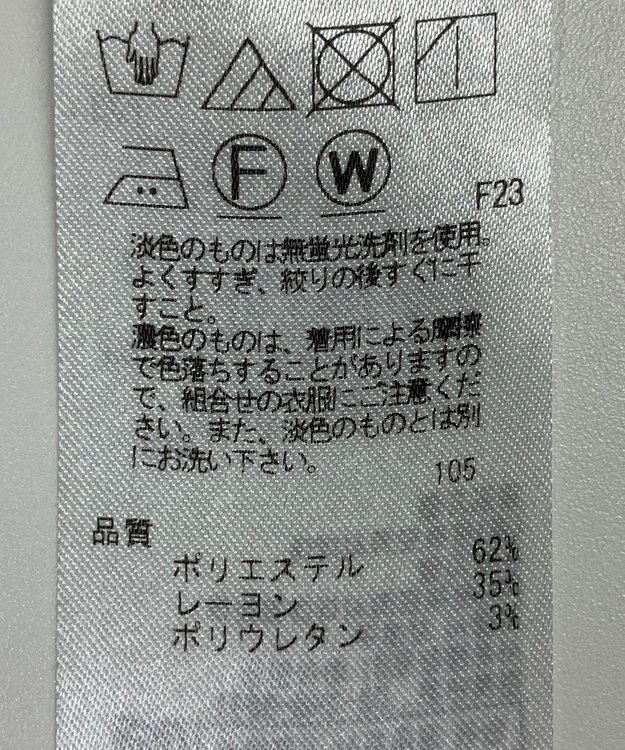 F W F23
淡色のものは無蛍光洗剤を使用。
よくすすぎ、絞りの後すぐに干
すこと。
濃色のものは、着用による摩擦
で色落ちすることがありますの
で、組合せの衣服にご注意くだ
さい。また、淡色のものとは別
にお洗い下さい。
105
品質
ポリエステル 62%
レーヨン 35%
ポリウレタン 3%